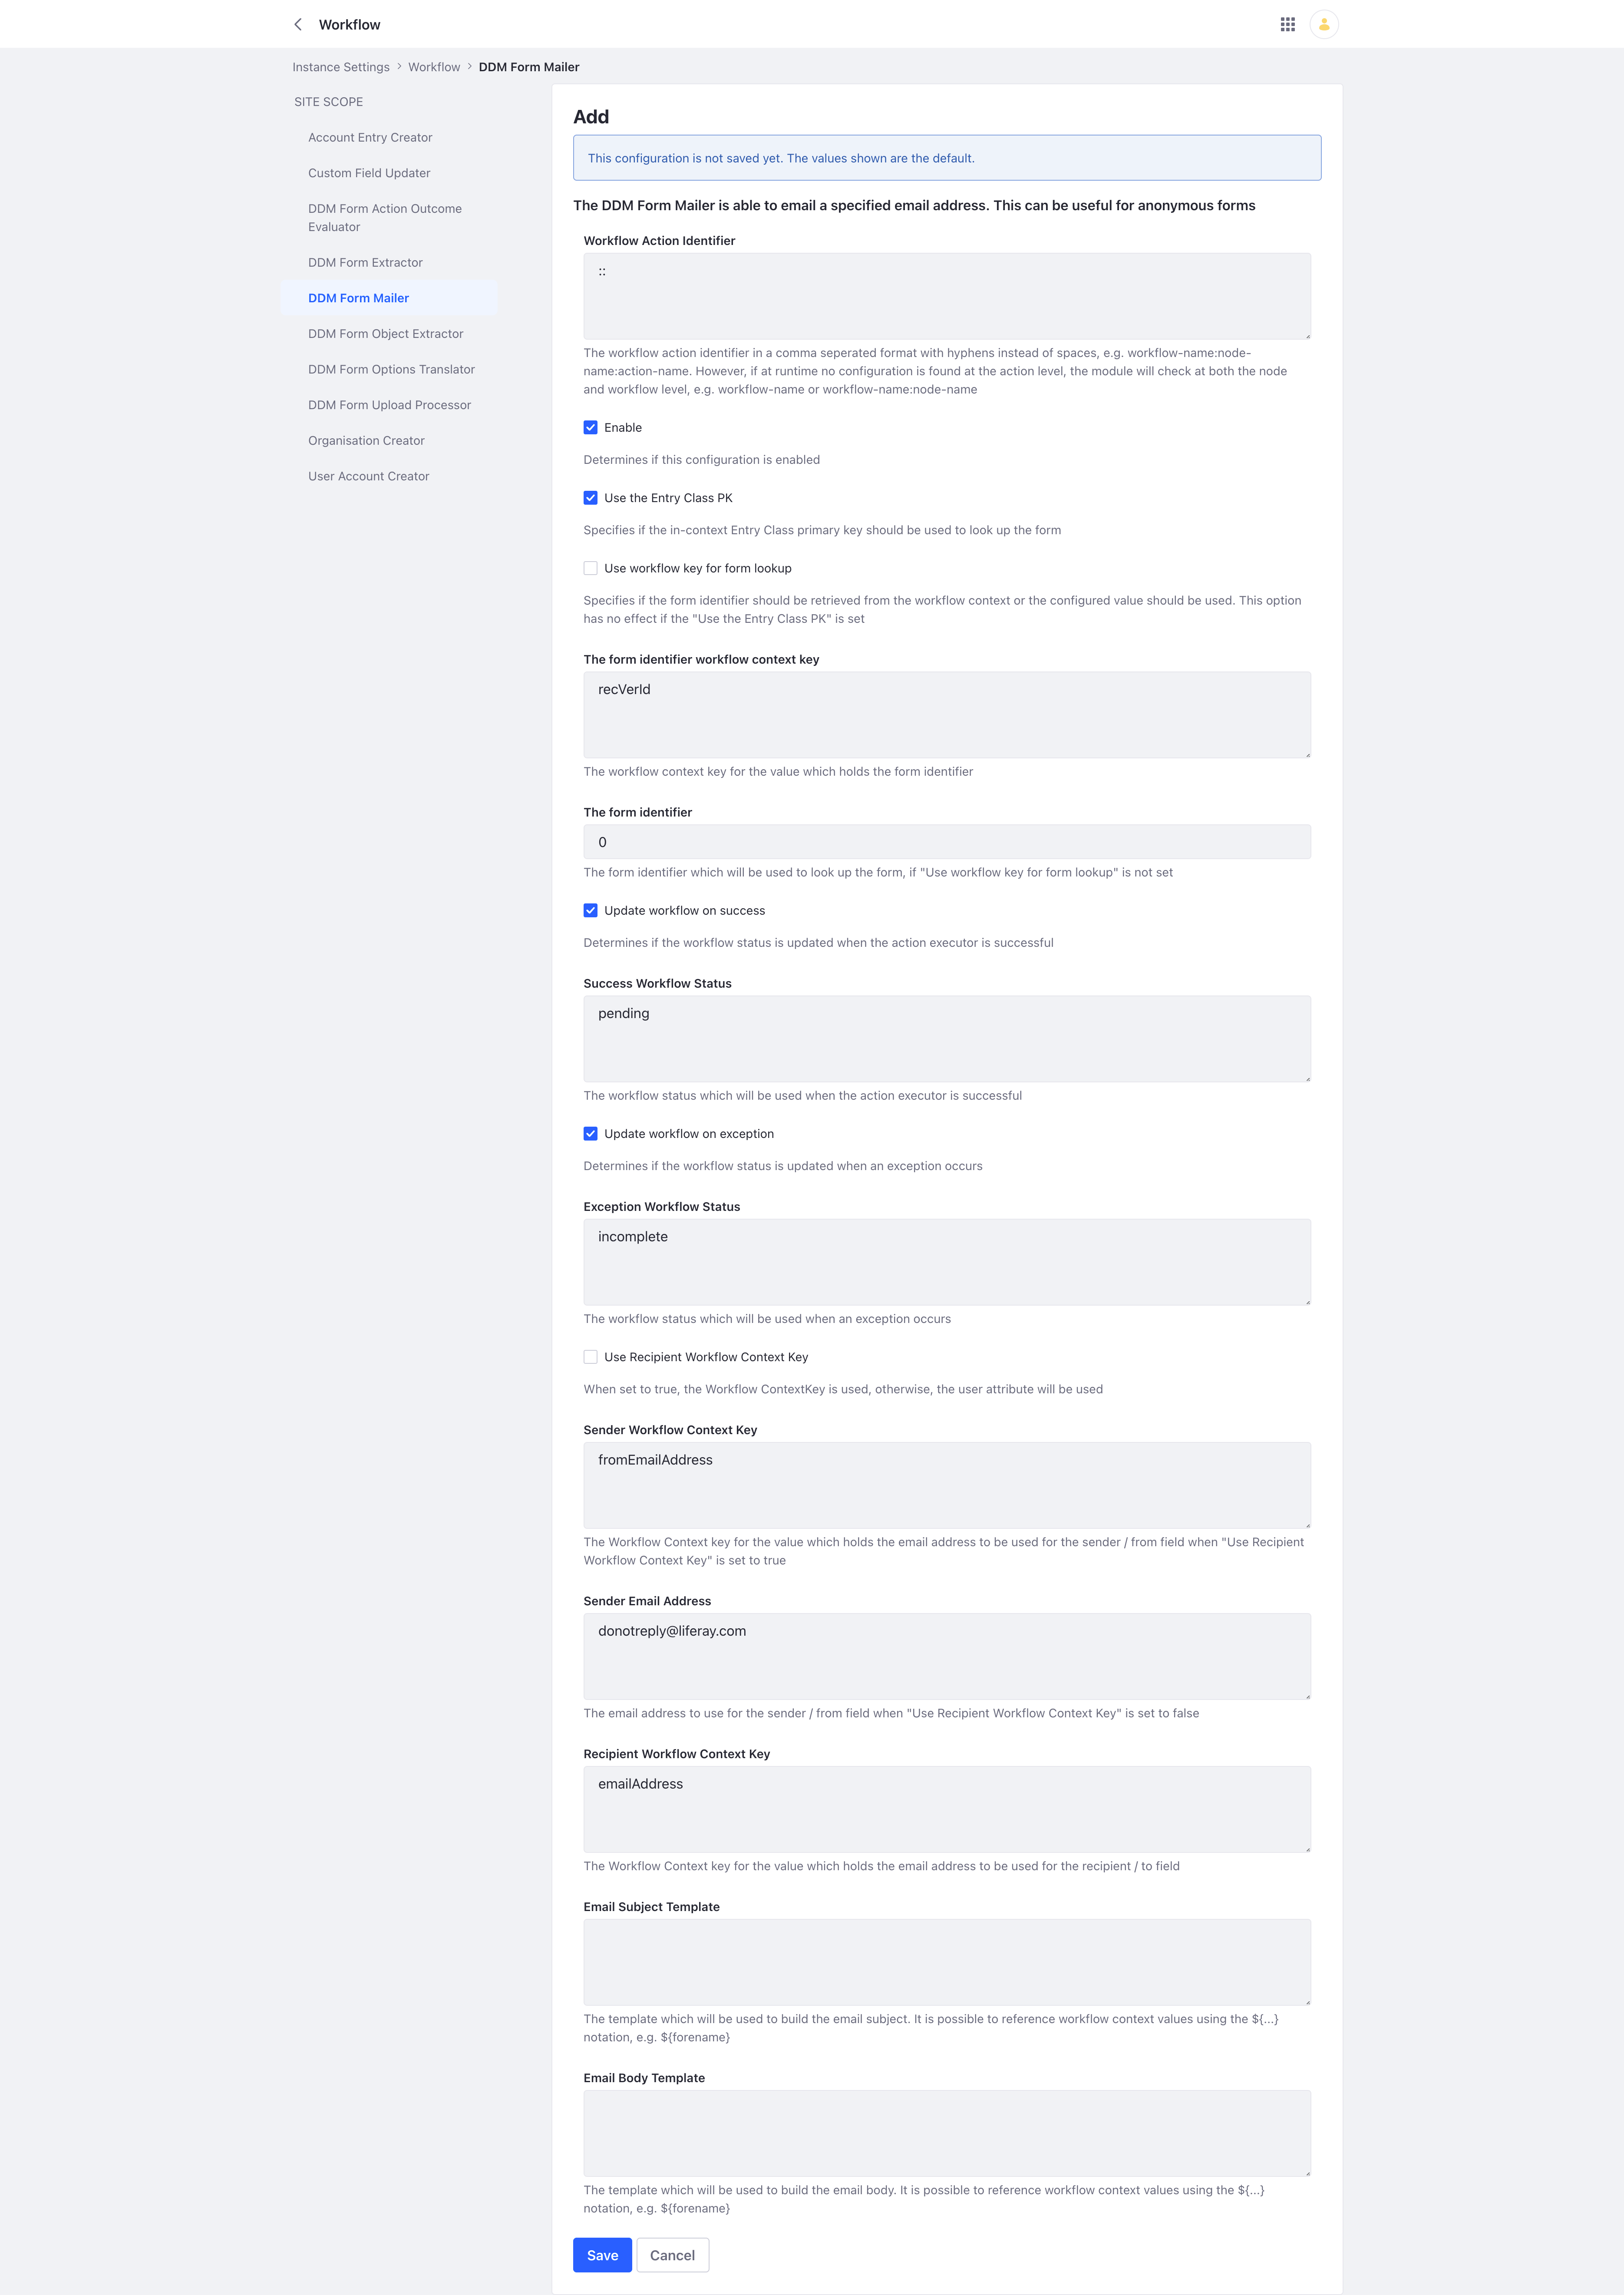 Workflow
Instance Settings > Workflow > DDM Form Mailer
SITE SCOPE
Account Entry Creator
Custom Field Updater
DDM Form Action Outcome
Evaluator
DDM Form Extractor
DDM Form Mailer
DDM Form Object Extractor
DDM Form Options Translator
DDM Form Upload Processor
Organisation Creator
User Account Creator
Add
This configuration is not saved yet. The values shown are the default.
The DDM Form Mailer is able to email a specified email address. This can be useful for anonymous forms
Workflow Action Identifier
::
The workflow action identifier in a comma seperated format with hyphens instead of spaces, e.g. workflow-name:node-
name:action-name. However, if at runtime no configuration is found at the action level, the module will check at both the node
and workflow level, e.g. workflow-name or workflow-name:node-name
Enable
Determines if this configuration is enabled
Use the Entry Class PK
Specifies if the in-context Entry Class primary key should be used to look up the form
Use workflow key for form lookup
Specifies if the form identifier should be retrieved from the workflow context or the configured value should be used. This option
has no effect if the "Use the Entry Class PK" is set
The form identifier workflow context key
recVerId
The workflow context key for the value which holds the form identifier
The form identifier
0
The form identifier which will be used to look up the form, if "Use workflow key for form lookup" is not set
Update workflow on success
Determines if the workflow status is updated when the action executor is successful
Success Workflow Status
pending
The workflow status which will be used when the action executor is successful
Update workflow on exception
Determines if the workflow status is updated when an exception occurs
Exception Workflow Status
incomplete
The workflow status which will be used when an exception occurs
Use Recipient Workflow Context Key
When set to true, the Workflow ContextKey is used, otherwise, the user attribute will be used
Sender Workflow Context Key
fromEmailAddress
The Workflow Context key for the value which holds the email address to be used for the sender / from field when "Use Recipient
Workflow Context Key" is set to true
Sender Email Address
donotreply@liferay.com
The email address to use for the sender / from field when "Use Recipient Workflow Context Key" is set to false
Recipient Workflow Context Key
emailAddress
The Workflow Context key for the value which holds the email address to be used for the recipient / to field
Email Subject Template
The template which will be used to build the email subject. It is possible to reference workflow context values using the ${...}
notation, e.g. ${forename}
Email Body Template
The template which will be used to build the email body. It is possible to reference workflow context values using the ${...}
notation, e.g. ${forename}
Save Cancel